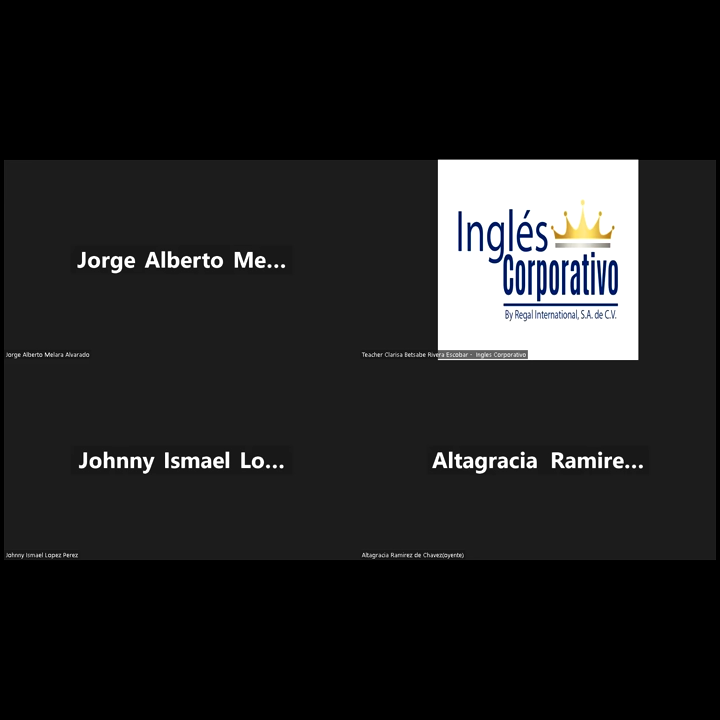 Jorge Alberto Me...
Jorge Alberto Melara Alvarado
Inglés
Corporativo
By Regal International, S.A. de C.V.
Teacher Clarisa Betsabe Rivera Escobar - Ingles Corporativo
Johnny Ismael Lo...
Johnny Ismael Lopez Perez
Altagracia Ramire...
Altagracia Ramirez de Chavez(oyente)